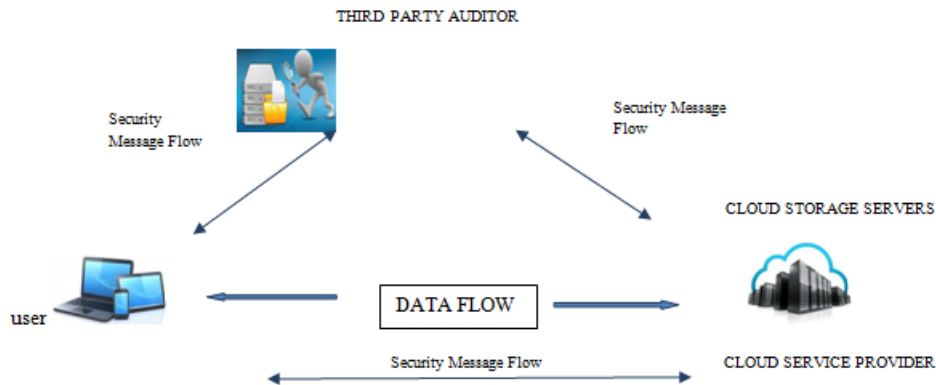 THIRD PARTY AUDITOR
Security
Message Flow
Security Message
Flow
CLOUD STORAGE SERVERS
user
DATA FLOW
Security Message Flow
CLOUD SERVICE PROVIDER